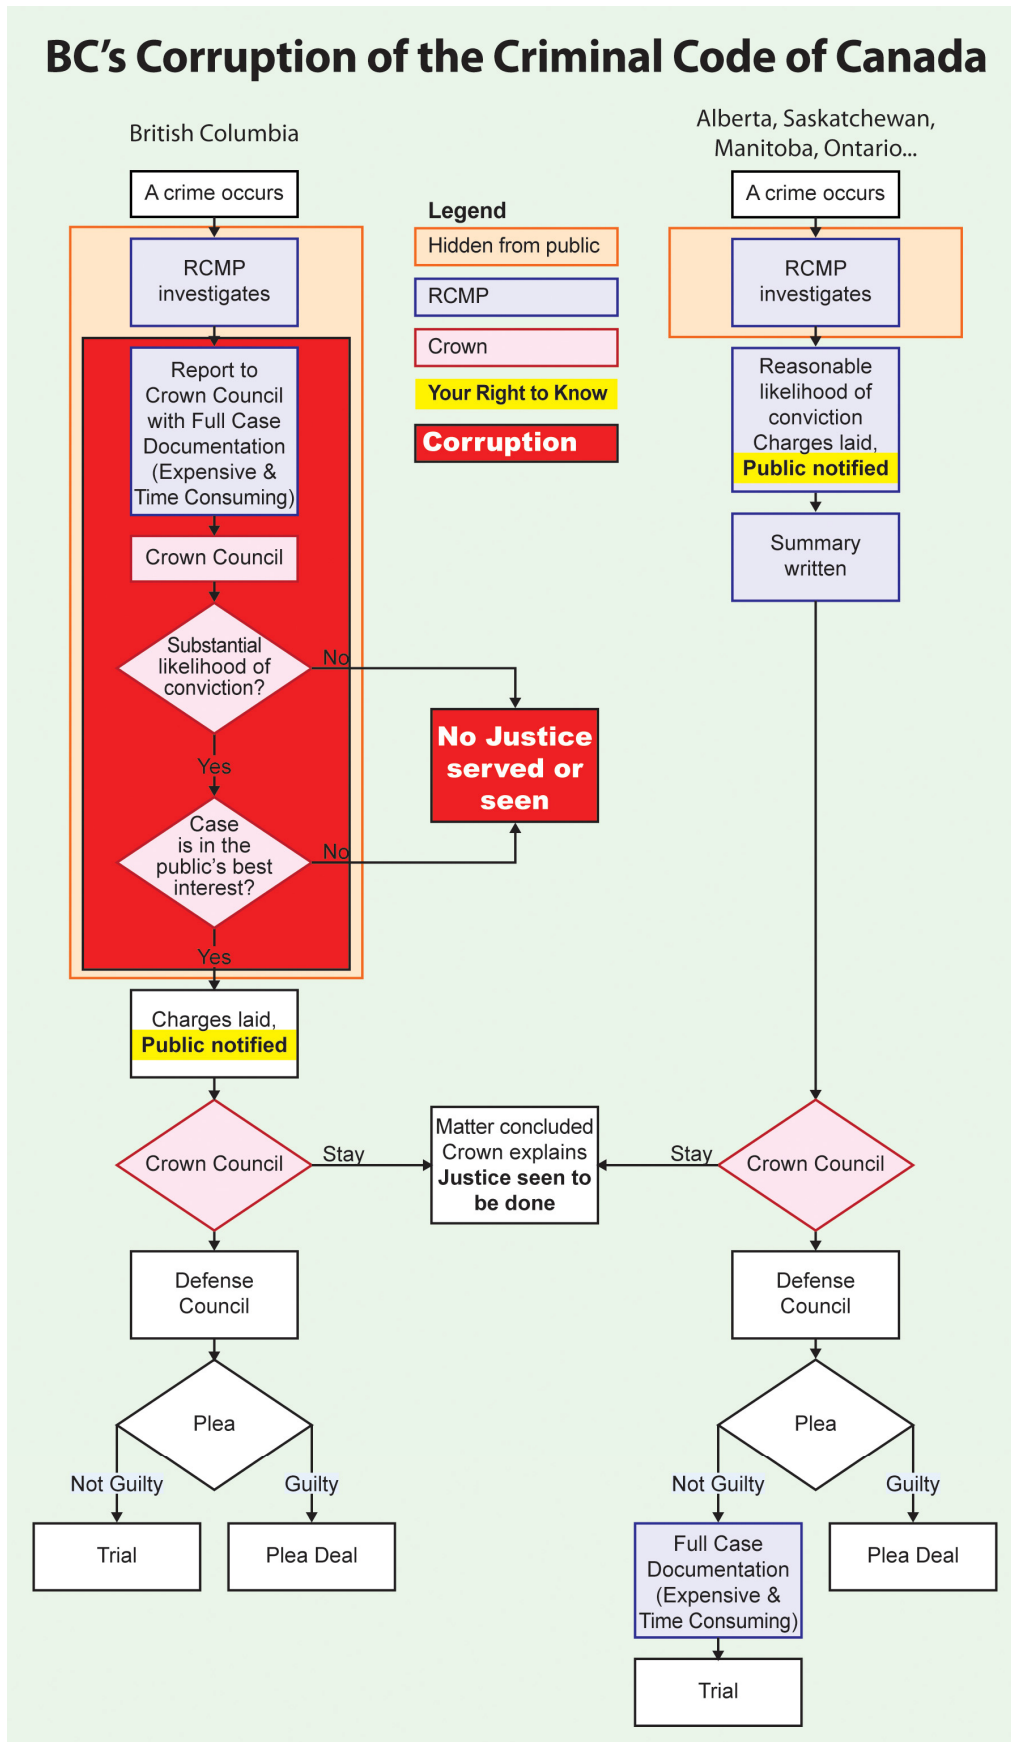 BC's Corruption of the Criminal Code of Canada
British Columbia
A crime occurs
RCMP
investigates
Report to
Crown Council
with Full Case
Documentation
(Expensive &
Time Consuming)
Crown Council
Substantial
likelihood of
conviction?
No
Yes
Case
is in the
public's best
interest?
No
Yes
Charges laid,
Public notified
Crown Council
Stay
Defense
Council
Plea
Not Guilty
Guilty
Trial
Plea Deal
Legend
Hidden from public
RCMP
Crown
Your Right to Know
Corruption
No Justice
served or
seen
Matter concluded
Crown explains
Justice seen to
be done
Alberta, Saskatchewan,
Manitoba, Ontario...
A crime occurs
RCMP
investigates
Reasonable
likelihood of
conviction
Charges laid,
Public notified
Summary
written
Stay
Crown Council
Defense
Council
Plea
Not Guilty
Guilty
Full Case
Documentation
(Expensive &
Time Consuming)
Plea Deal
Trial